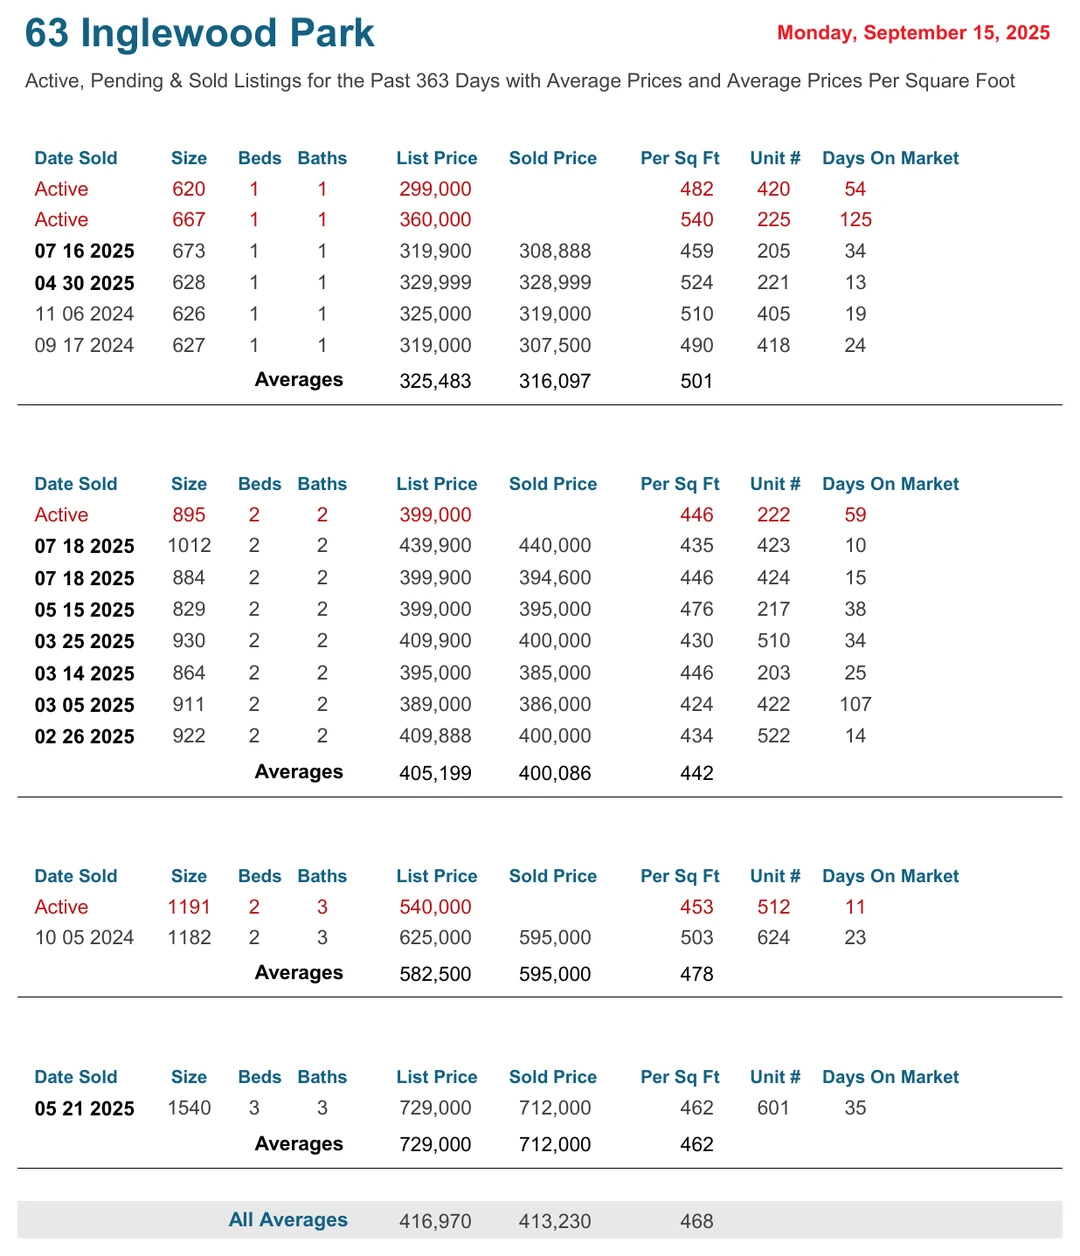 63 Inglewood Park
Monday, September 15, 2025
Active, Pending & Sold Listings for the Past 363 Days with Average Prices and Average Prices Per Square Foot
Date Sold Size Beds Baths List Price Sold Price Per Sq Ft Unit # Days On Market
Active 620 1 1 299,000 482 420 54
Active 667 1 1 360,000 540 225 125
07 16 2025 673 1 1 319,900 308,888 459 205 34
04 30 2025 628 1 1 329,999 328,999 524 221 13
11 06 2024 626 1 1 325,000 319,000 510 405 19
09 17 2024 627 1 1 319,000 307,500 490 418 24
Averages 325,483 316,097 501
Date Sold Size Beds Baths List Price Sold Price Per Sq Ft Unit # Days On Market
Active 895 2 2 399,000 446 222 59
07 18 2025 1012 2 2 439,900 440,000 435 423 10
07 18 2025 884 2 2 399,900 394,600 446 424 15
05 15 2025 829 2 2 399,000 395,000 476 217 38
03 25 2025 930 2 2 409,900 400,000 430 510 34
03 14 2025 864 2 2 395,000 385,000 446 203 25
03 05 2025 911 2 2 389,000 386,000 424 422 107
02 26 2025 922 2 2 409,888 400,000 434 522 14
Averages 405,199 400,086 442
Date Sold Size Beds Baths List Price Sold Price Per Sq Ft Unit # Days On Market
Active 1191 2 3 540,000 453 512 11
10 05 2024 1182 2 3 625,000 595,000 503 624 23
Averages 582,500 595,000 478
Date Sold Size Beds Baths List Price Sold Price Per Sq Ft Unit # Days On Market
05 21 2025 1540 3 3 729,000 712,000 462 601 35
Averages 729,000 712,000 462
All Averages 416,970 413,230 468